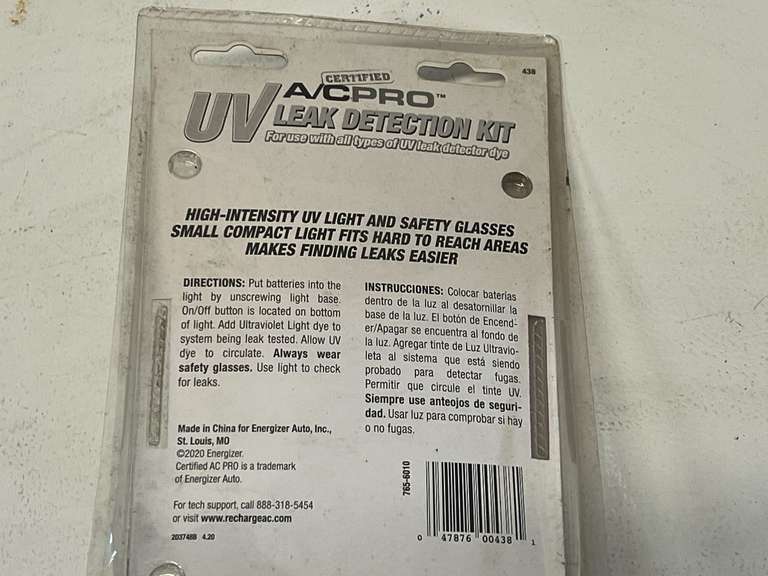 438
CERTIFIED
A/CPRO™
UV LEAK DETECTION KIT
For use with all types of UV leak detector dye
HIGH-INTENSITY UV LIGHT AND SAFETY GLASSES
SMALL COMPACT LIGHT FITS HARD TO REACH AREAS
MAKES FINDING LEAKS EASIER
DIRECTIONS: Put batteries into the
light by unscrewing light base.
On/Off button is located on bottom
of light. Add Ultraviolet Light dye to
system being leak tested. Allow UV
dye to circulate. Always wear
safety glasses. Use light to check
for leaks.
INSTRUCCIONES: Colocar baterías
dentro de la luz al desatornillar la
base de la luz. El botón de Encend-
er/Apagar se encuentra al fondo de
la luz. Agregar tinte de Luz Ultravio-
leta al sistema que está siendo
probado para detectar fugas.
Permitir que circule el tinte UV.
Siempre use anteojos de seguri-
dad. Usar luz para comprobar si hay
o no fugas.
Made in China for Energizer Auto, Inc.,
St. Louis, MO
©2020 Energizer.
Certified AC PRO is a trademark
of Energizer Auto.
For tech support, call 888-318-5454
or visit www.rechargeac.com
203748B 4.20
765-6010
0 47876 00438 1